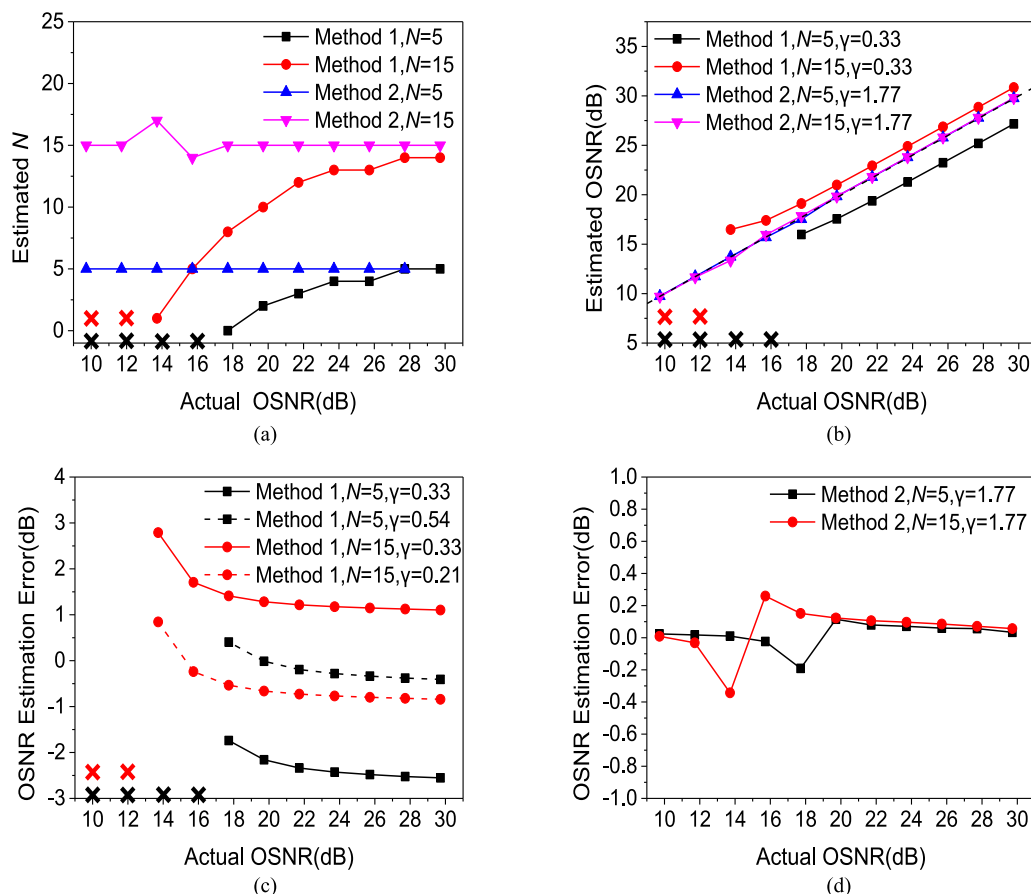 25
20
15
10
5
0
Estimated N
Method 1,N=5
Method 1,N=15
Method 2,N=5
Method 2,N=15
10 12 14 16 18 20 22 24 26 28 30
Actual OSNR(dB)
(a)
35
30
25
20
15
10
5
Estimated OSNR(dB)
Method 1,N=5,γ=0.33
Method 1,N=15,γ=0.33
Method 2,N=5,γ=1.77
Method 2,N=15,γ=1.77
10 12 14 16 18 20 22 24 26 28 30
Actual OSNR(dB)
(b)
4
3
2
1
0
-1
-2
-3
OSNR Estimation Error(dB)
Method 1,N=5,γ=0.33
Method 1,N=5,γ=0.54
Method 1,N=15,γ=0.33
Method 1,N=15,γ=0.21
10 12 14 16 18 20 22 24 26 28 30
Actual OSNR(dB)
(c)
1.0
0.8
0.6
0.4
0.2
0.0
-0.2
-0.4
-0.6
-0.8
-1.0
OSNR Estimation Error(dB)
Method 2,N=5,γ=1.77
Method 2,N=15,γ=1.77
10 12 14 16 18 20 22 24 26 28 30
Actual OSNR(dB)
(d)